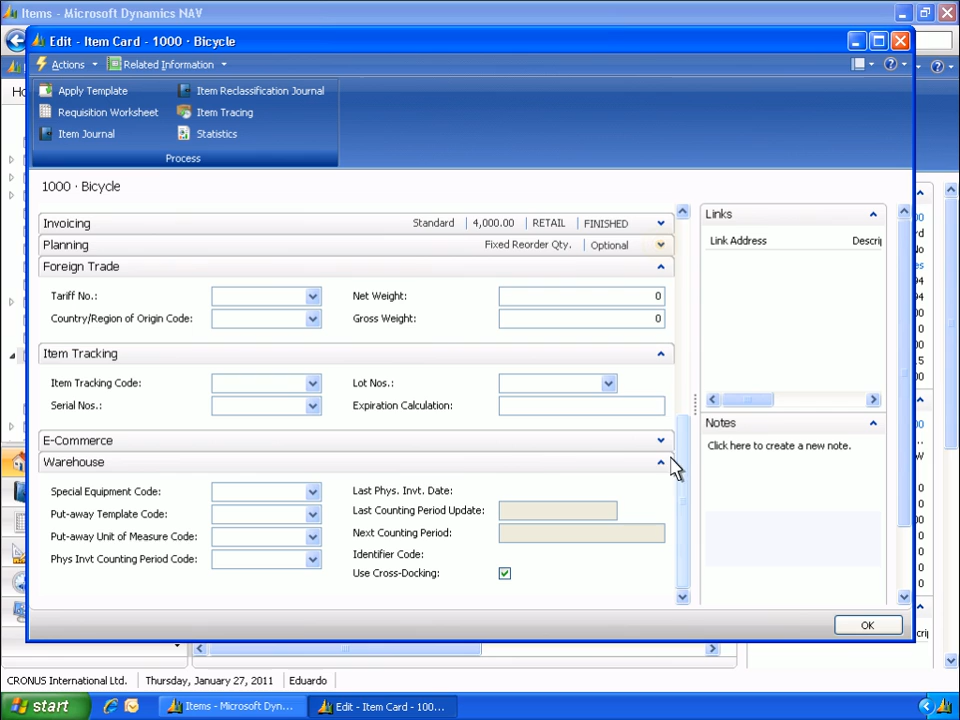 Items - Microsoft Dynamics NAV
Edit - Item Card - 1000 · Bicycle
Actions
Related Information
Ho
Apply Template
Item Reclassification Journal
Requisition Worksheet
Item Tracing
Item Journal
Statistics
Process
1000 · Bicycle
Invoicing Standard 4,000.00 RETAIL FINISHED
Planning Fixed Reorder Qty. Optional
Foreign Trade
Tariff No.:
Net Weight: 0
Country/Region of Origin Code:
Gross Weight: 0
Item Tracking
Item Tracking Code:
Lot Nos.:
Serial Nos.:
Expiration Calculation:
E-Commerce
Warehouse
Special Equipment Code:
Last Phys. Invt. Date:
Put-away Template Code:
Last Counting Period Update:
Put-away Unit of Measure Code:
Next Counting Period:
Phys Invt Counting Period Code:
Identifier Code:
Use Cross-Docking:
Links
Link Address Descrip
Notes
Click here to create a new note.
OK
CRONUS International Ltd. Thursday, January 27, 2011 Eduardo
start
Items - Microsoft Dyn...
Edit - Item Card - 100...